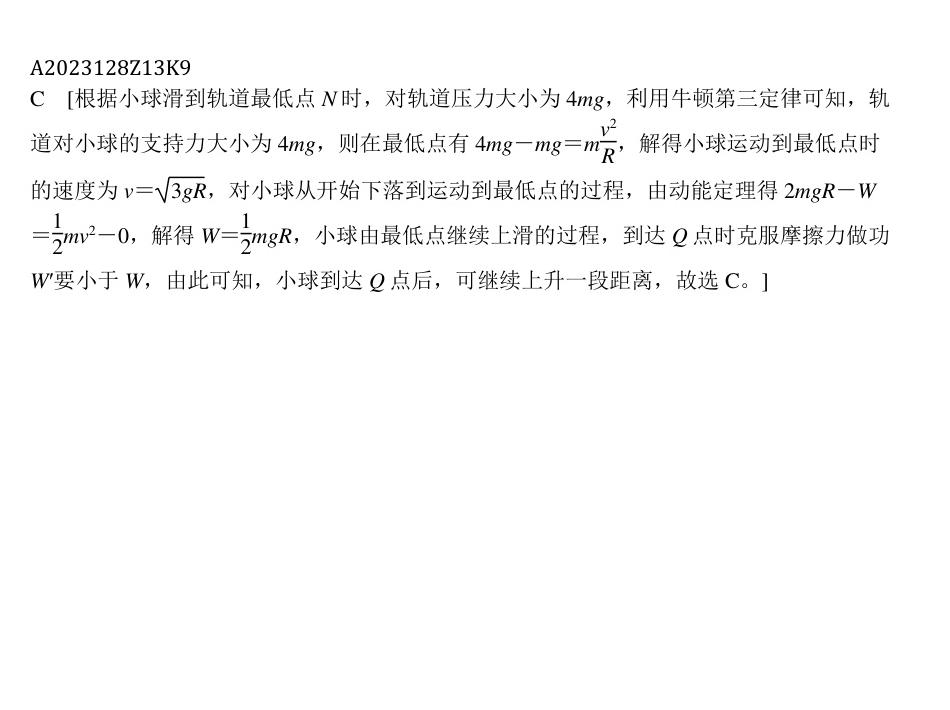 A2023128Z13K9
C [根据小球滑到轨道最低点 N 时，对轨道压力大小为 4mg，利用牛顿第三定律可知，轨
道对小球的支持力大小为 4mg，则在最低点有 4mg－mg＝m\frac{v^2}{R}，解得小球运动到最低点时
的速度为 v＝\sqrt{3gR}，对小球从开始下落到运动到最低点的过程，由动能定理得 2mgR－W
＝\frac{1}{2}mv²－0，解得 W＝\frac{1}{2}mgR，小球由最低点继续上滑的过程，到达 Q 点时克服摩擦力做功
W′要小于 W，由此可知，小球到达 Q 点后，可继续上升一段距离，故选 C。]